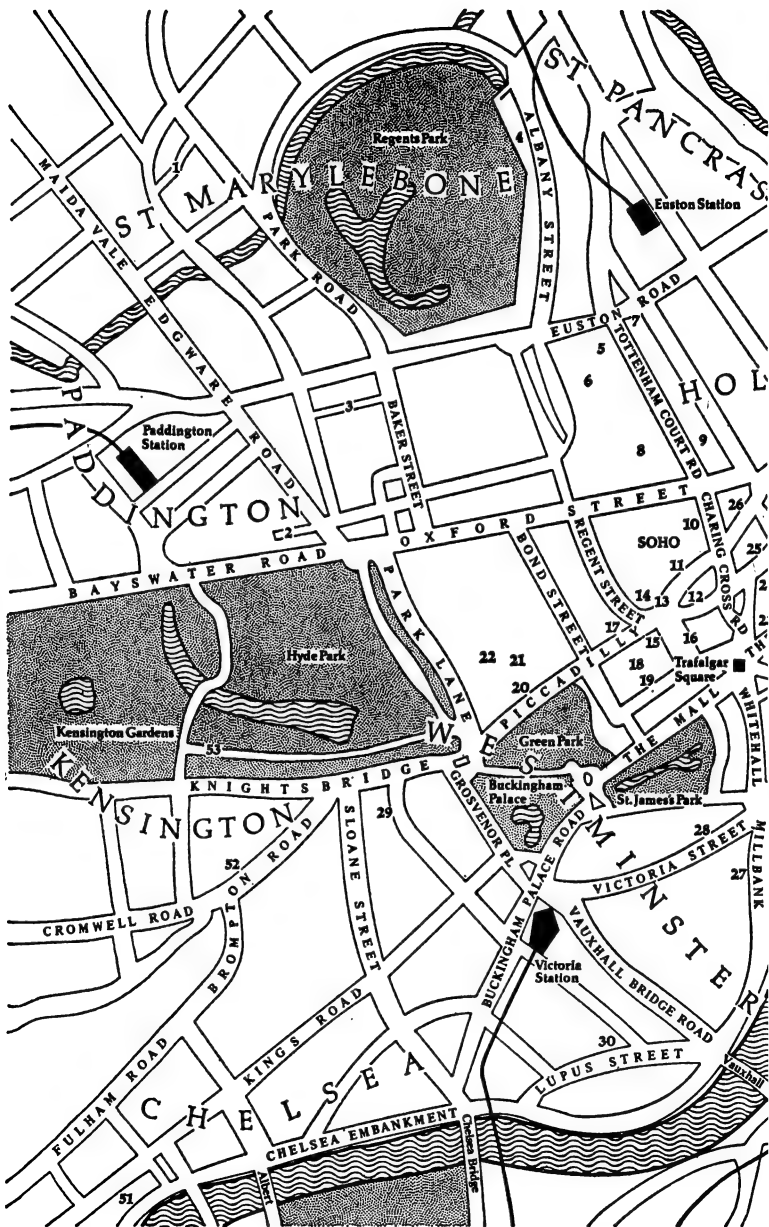 ST PANCRAS
Regents Park
4
ALBANY STREET
1
MAIDA VALE
ST MARYLEBONE
Euston Station
PARK ROAD
EDGWARE ROAD
EUSTON ROAD
7
5
TOTTENHAM COURT RD
6
HOL
PADDINGTON
3
BAKER STREET
Paddington
Station
9
8
OXFORD STREET
CHARING CROSS RD
26
10
2
SOHO
BOND STREET
REGENT STREET
25
11
BAYSWATER ROAD
PARK LANE
14
13
12
2
17
15
16
2
Hyde Park
22
21
18
Trafalgar
Square
TH
20
PICCADILLY
19
THE MALL
WHITEHALL
Kensington Gardens
WESTMINSTER
Green Park
53
KENSINGTON
KNIGHTSBRIDGE
Buckingham
Palace
St. James's Park
GROSVENOR PL
29
SLOANE STREET
28
MILLBANK
52
BROMPTON ROAD
BUCKINGHAM PALACE ROAD
VICTORIA STREET
27
CROMWELL ROAD
VAUXHALL BRIDGE ROAD
Victoria
Station
KINGS ROAD
30
FULHAM ROAD
CHELSEA
LUPUS STREET
Vauxhall
CHELSEA EMBANKMENT
Chelsea Bridge
Albert
51